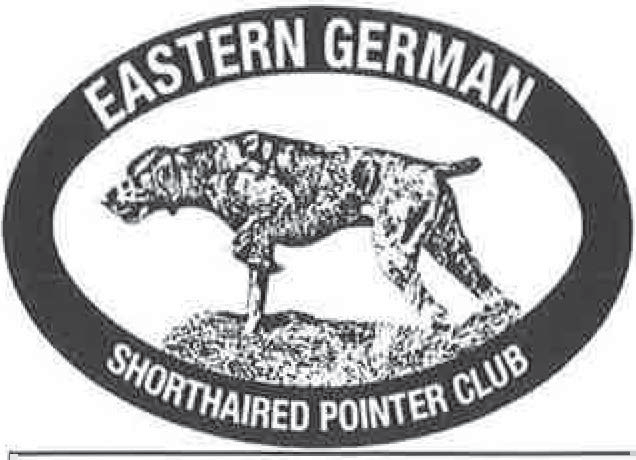 EASTERN GERMAN
SHORTHAIRED POINTER CLUB